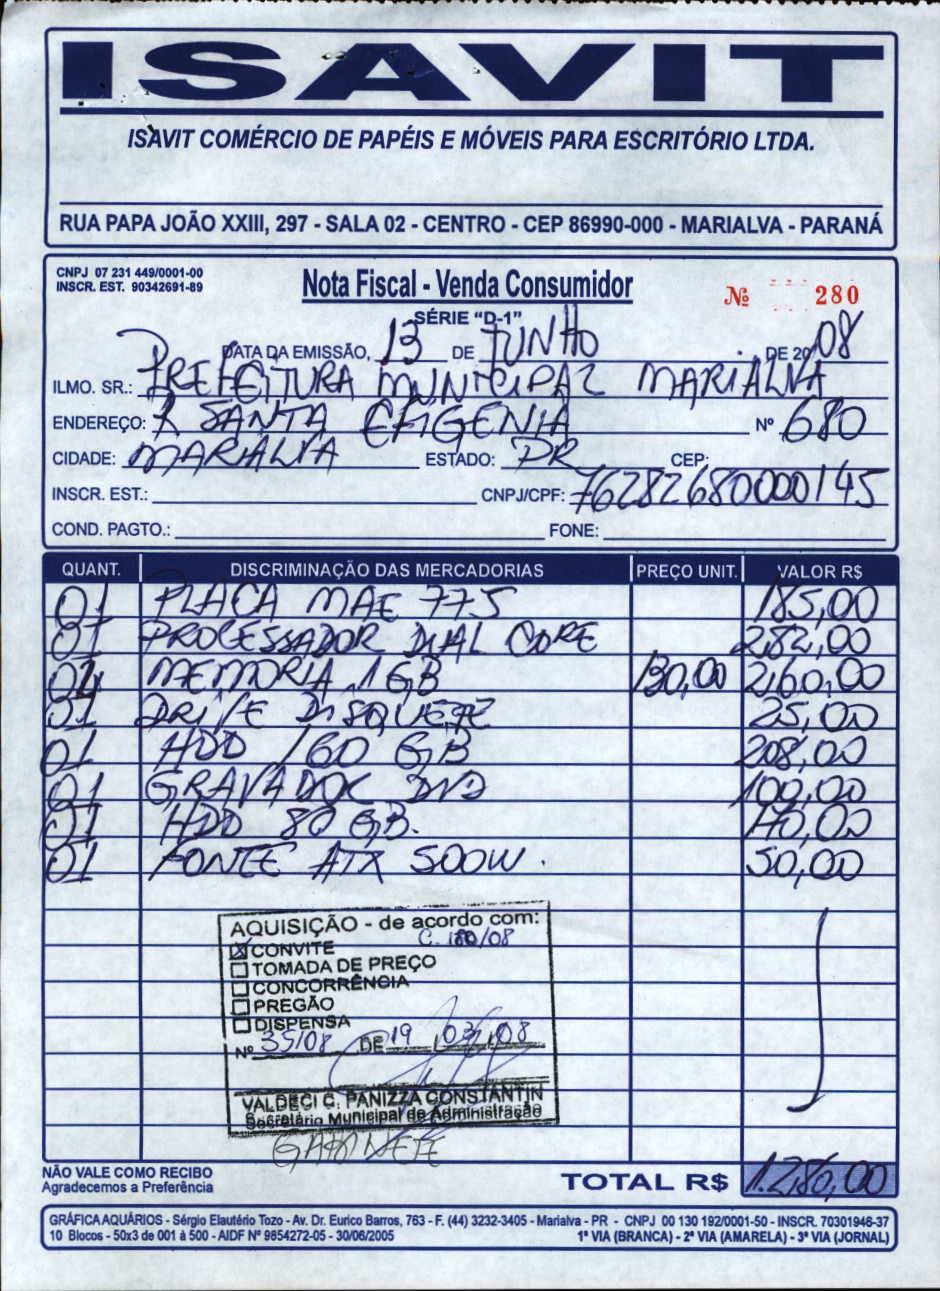 ISAVIT
ISAVIT COMÉRCIO DE PAPÉIS E MÓVEIS PARA ESCRITÓRIO LTDA.
RUA PAPA JOÃO XXIII, 297 - SALA 02 - CENTRO - CEP 86990-000 - MARIALVA - PARANÁ
CNPJ 07 231 449/0001-00
INSCR. EST. 90342691-89
Nota Fiscal - Venda Consumidor
Nº 280
SÉRIE "D-1"
DATA DA EMISSÃO, 13 DE JUNHO DE 2008
ILMO. SR.: PREFEITURA MUNICIPAL MARIALVA
ENDEREÇO: R SANTA EFIGENIA Nº 680
CIDADE: MARIALVA ESTADO: PR CEP:
INSCR. EST.: CNPJ/CPF: 76282680000145
COND. PAGTO.: FONE:
QUANT. DISCRIMINAÇÃO DAS MERCADORIAS PREÇO UNIT. VALOR R$
01 PLACA MAE 775 185,00
01 PROCESSADOR DUAL CORE 282,00
02 MEMORIA 1GB 130,00 260,00
01 DRIVE DISQUETE 25,00
01 HDD 160 GB 208,00
01 GRAVADOR DVD 100,00
01 HDD 80 GB. 170,00
01 FONTE ATX 500W. 50,00
AQUISIÇÃO - de acordo com:
CONVITE C. 180/08
TOMADA DE PREÇO
CONCORRÊNCIA
PREGÃO
DISPENSA
Nº 35/08 DE 19/03/08
VALDECI C. PANIZZA CONSTANTIN
Secretário Municipal de Administração
GABINETE
NÃO VALE COMO RECIBO
Agradecemos a Preferência
TOTAL R$ 1.280,00
GRÁFICA AQUÁRIOS - Sérgio Elautério Tozo - Av. Dr. Eurico Barros, 763 - F. (44) 3232-3405 - Marialva - PR - CNPJ 00 130 192/0001-50 - INSCR. 70301946-37
10 Blocos - 50x3 de 001 à 500 - AIDF Nº 9854272-05 - 30/06/2005 1ª VIA (BRANCA) - 2ª VIA (AMARELA) - 3ª VIA (JORNAL)